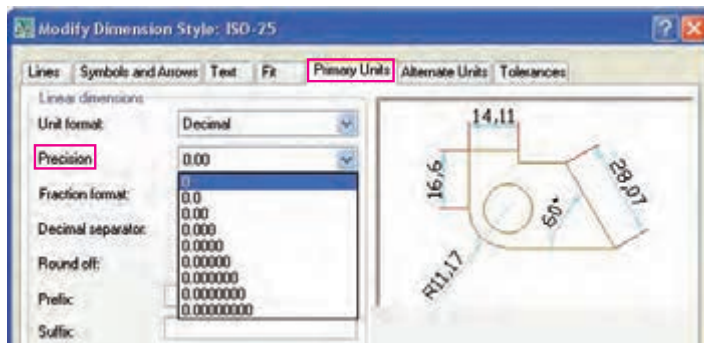 Modify Dimension Style: ISO-25
Lines Symbols and Arrows Text Fit Primary Units Alternate Units Tolerances
Linear dimensions
Unit format: Decimal
Precision 0.00
Fraction format:
Decimal separator:
Round off:
Prefix:
Suffix:
0
0.0
0.00
0.000
0.0000
0.00000
0.000000
0.0000000
0.00000000
14,11
16,6
28,07
60°
R11,17